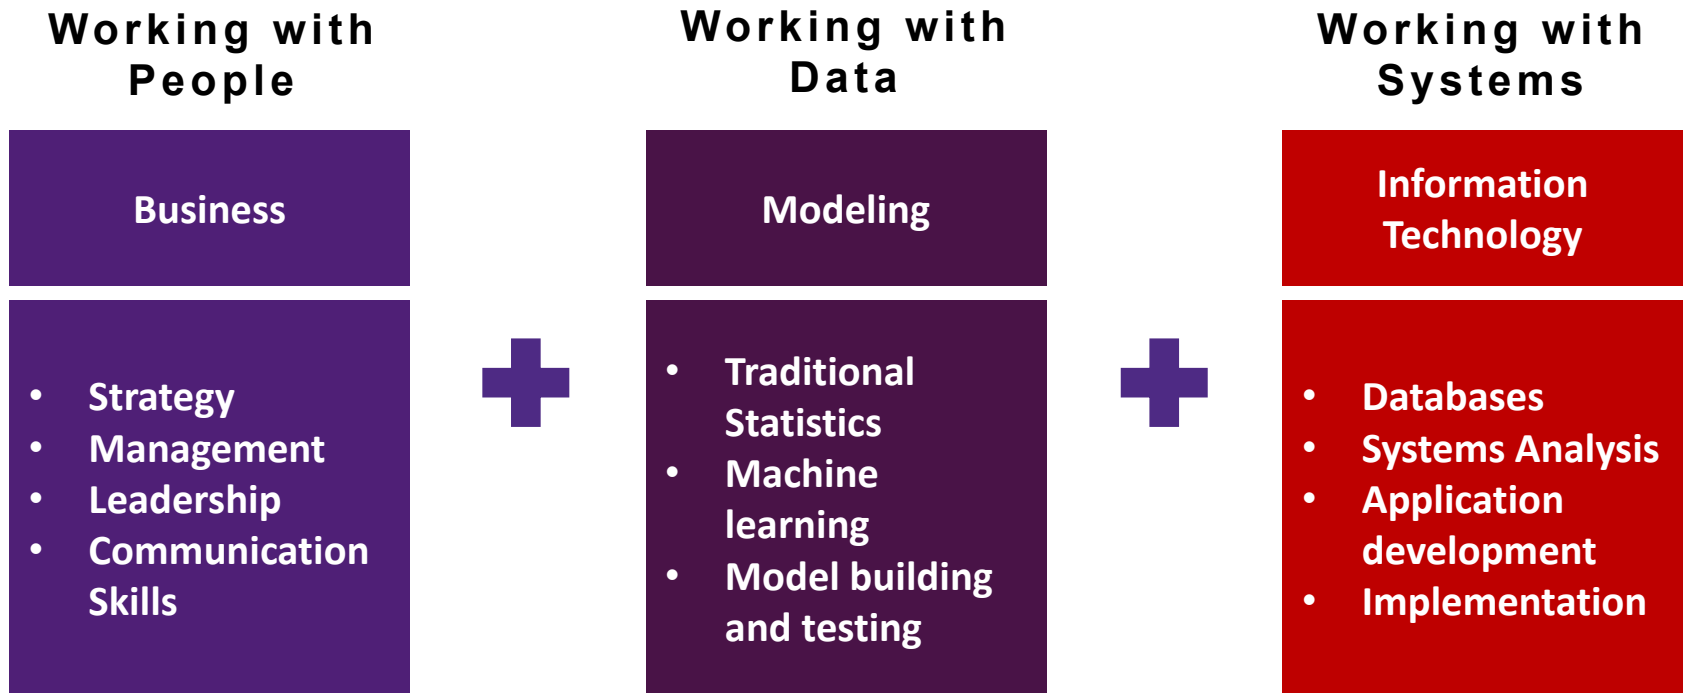 Working with
People
Business
• Strategy
• Management
• Leadership
• Communication
Skills
Working with
Data
Modeling
• Traditional
Statistics
• Machine
learning
• Model building
and testing
Working with
Systems
Information
Technology
• Databases
• Systems Analysis
• Application
development
• Implementation